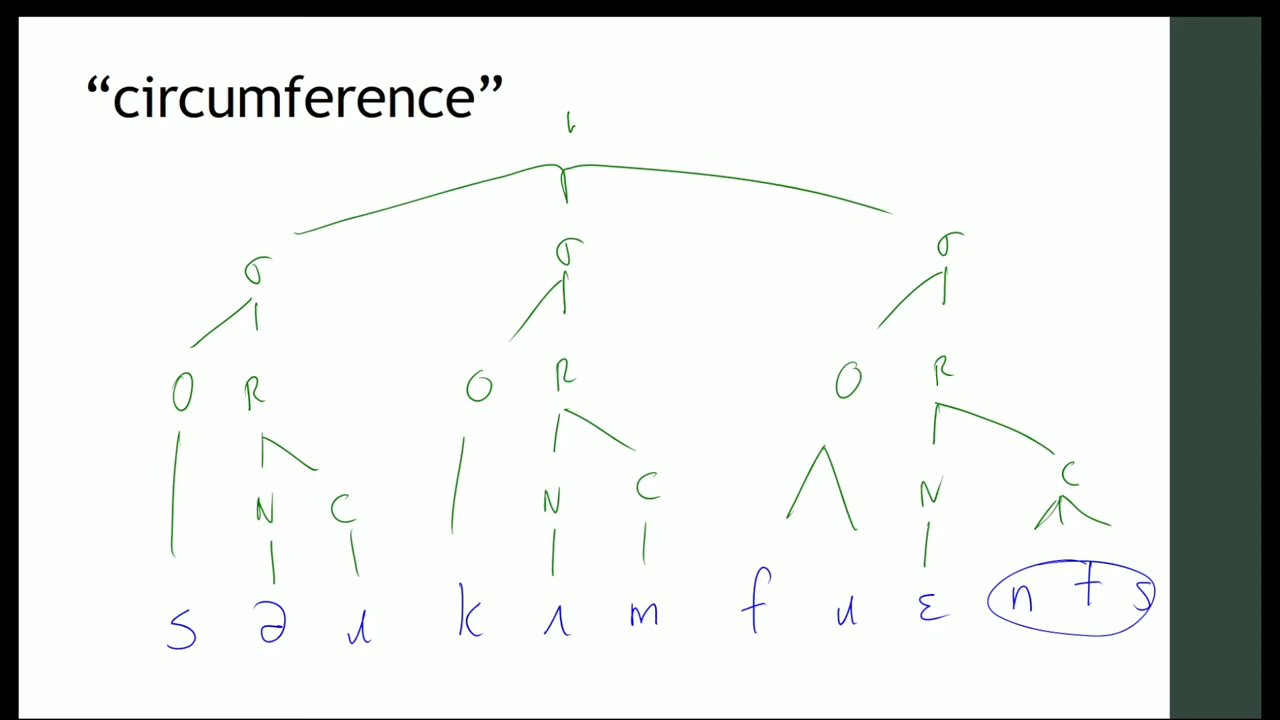 “circumference”
σ σ σ
O R O R O R
N C N C N C
s ə ɹ k ɪ m f ɹ ɛ n t s